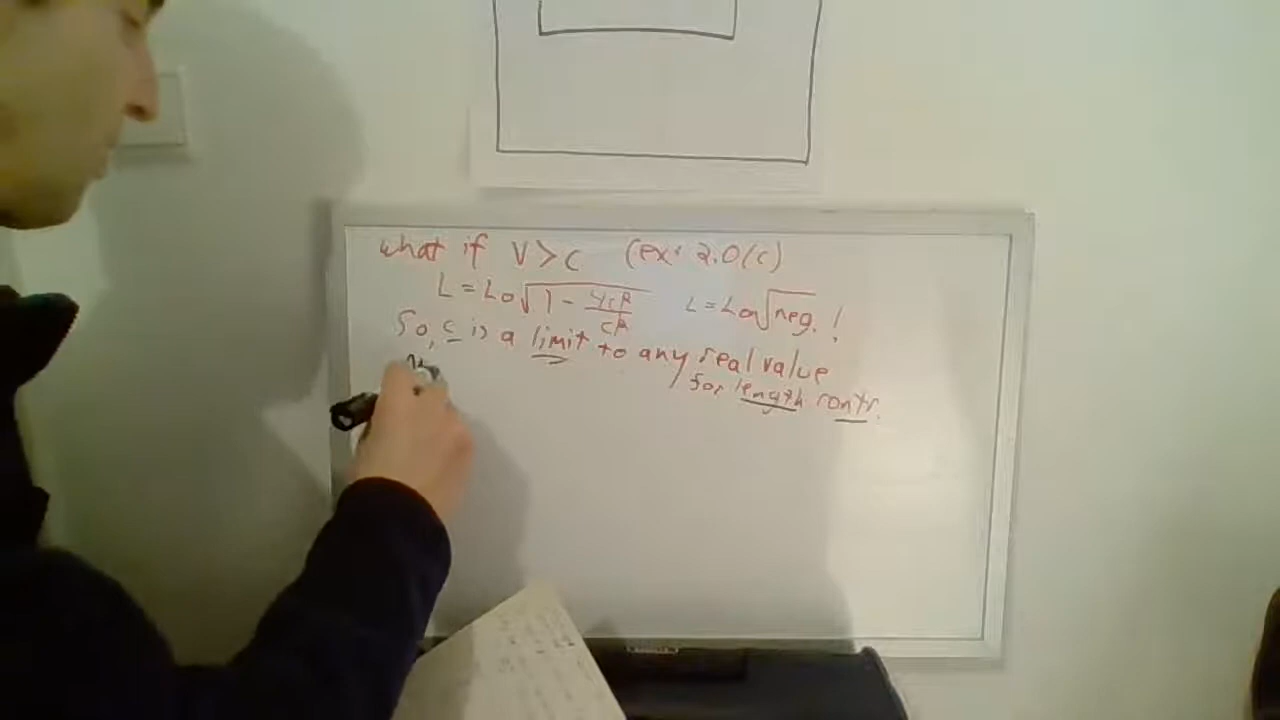 what if V>c (ex: 2.0(c)
L = Lo√1 - 4c²/c² L = Lo√neg. !
So, c is a limit to any real value
for length contr.